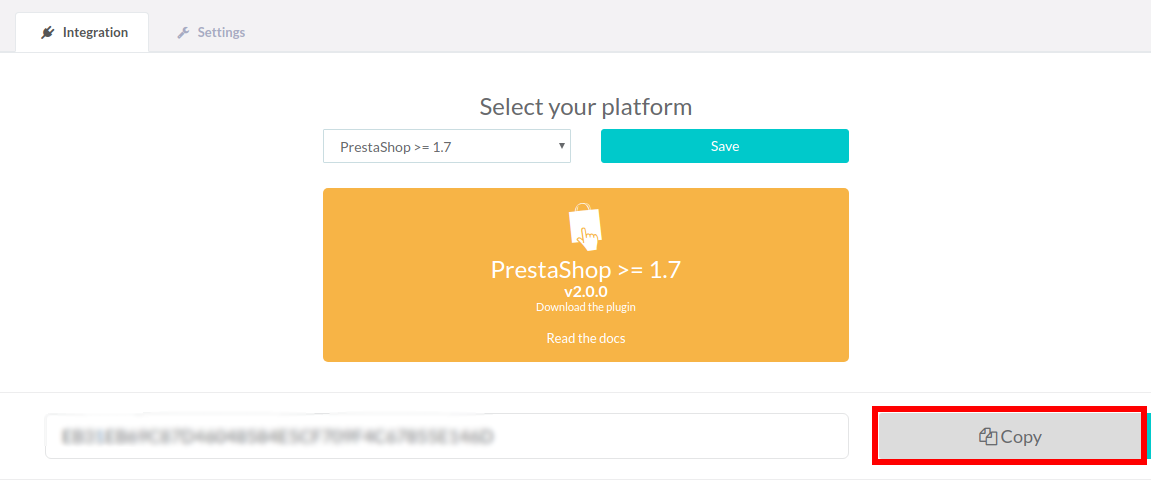 Integration
Settings
Select your platform
PrestaShop >= 1.7
Save
PrestaShop >= 1.7
v2.0.0
Download the plugin
Read the docs
Copy